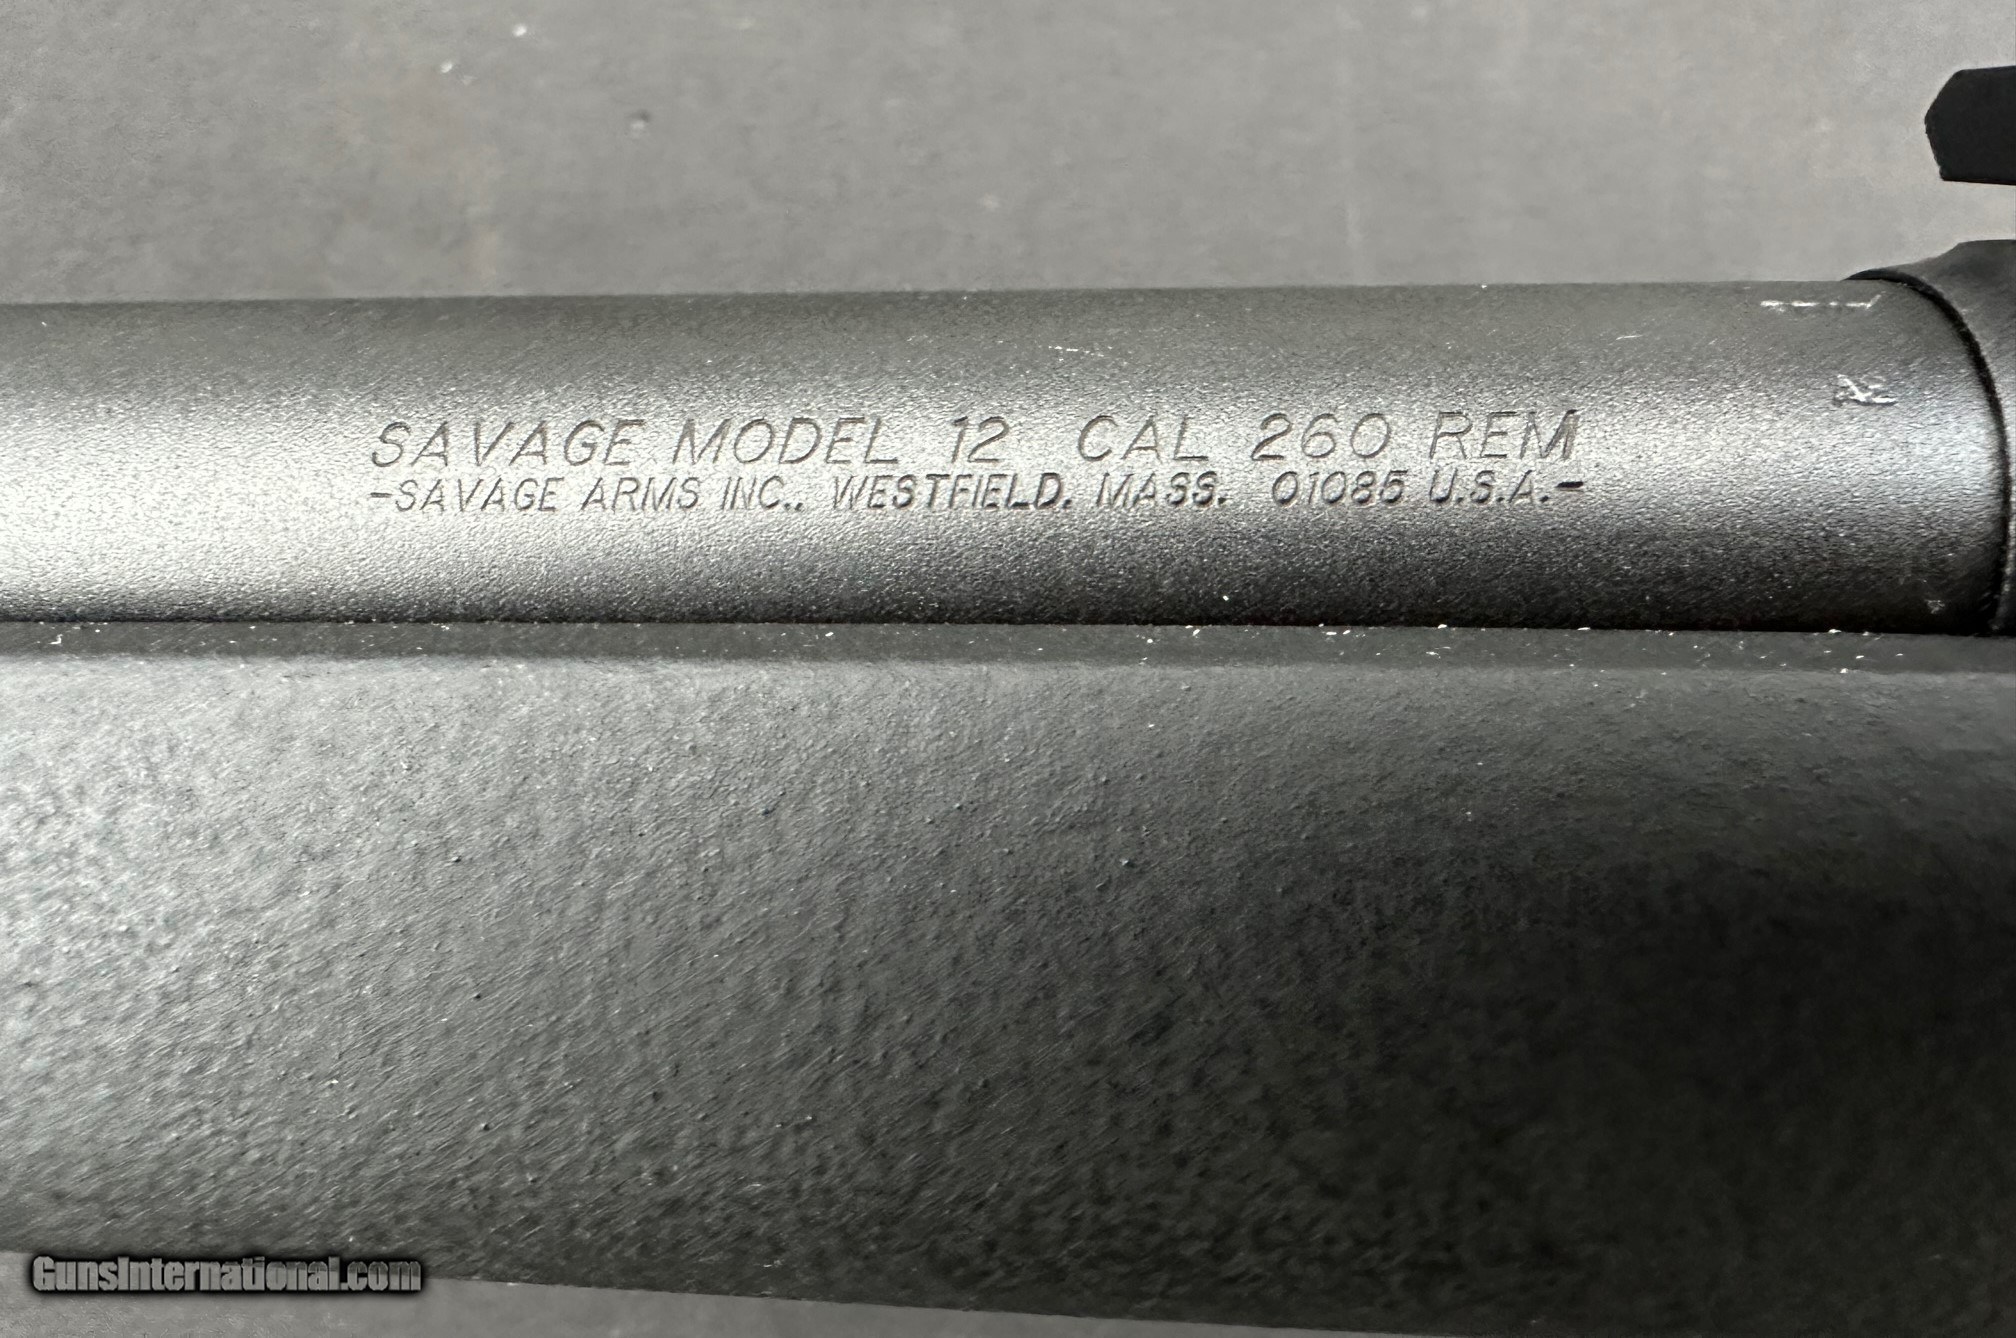 SAVAGE MODEL 12 CAL 260 REM
-SAVAGE ARMS INC., WESTFIELD, MASS. 01085 U.S.A.-
GunsInternational.com